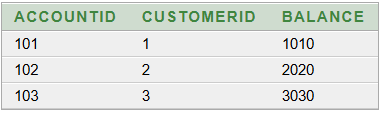 ACCOUNTID CUSTOMERID BALANCE
101 1 1010
102 2 2020
103 3 3030